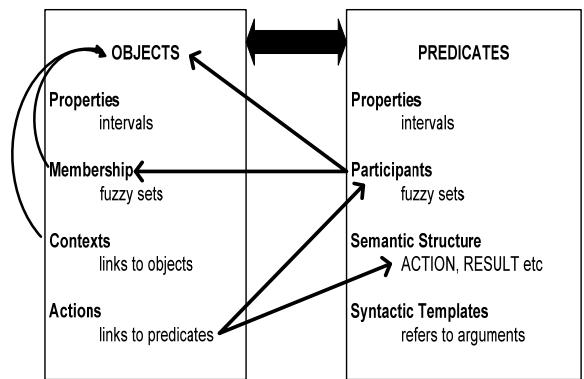 OBJECTS
Properties
intervals
Membership
fuzzy sets
Contexts
links to objects
Actions
links to predicates
PREDICATES
Properties
intervals
Participants
fuzzy sets
Semantic Structure
ACTION, RESULT etc
Syntactic Templates
refers to arguments